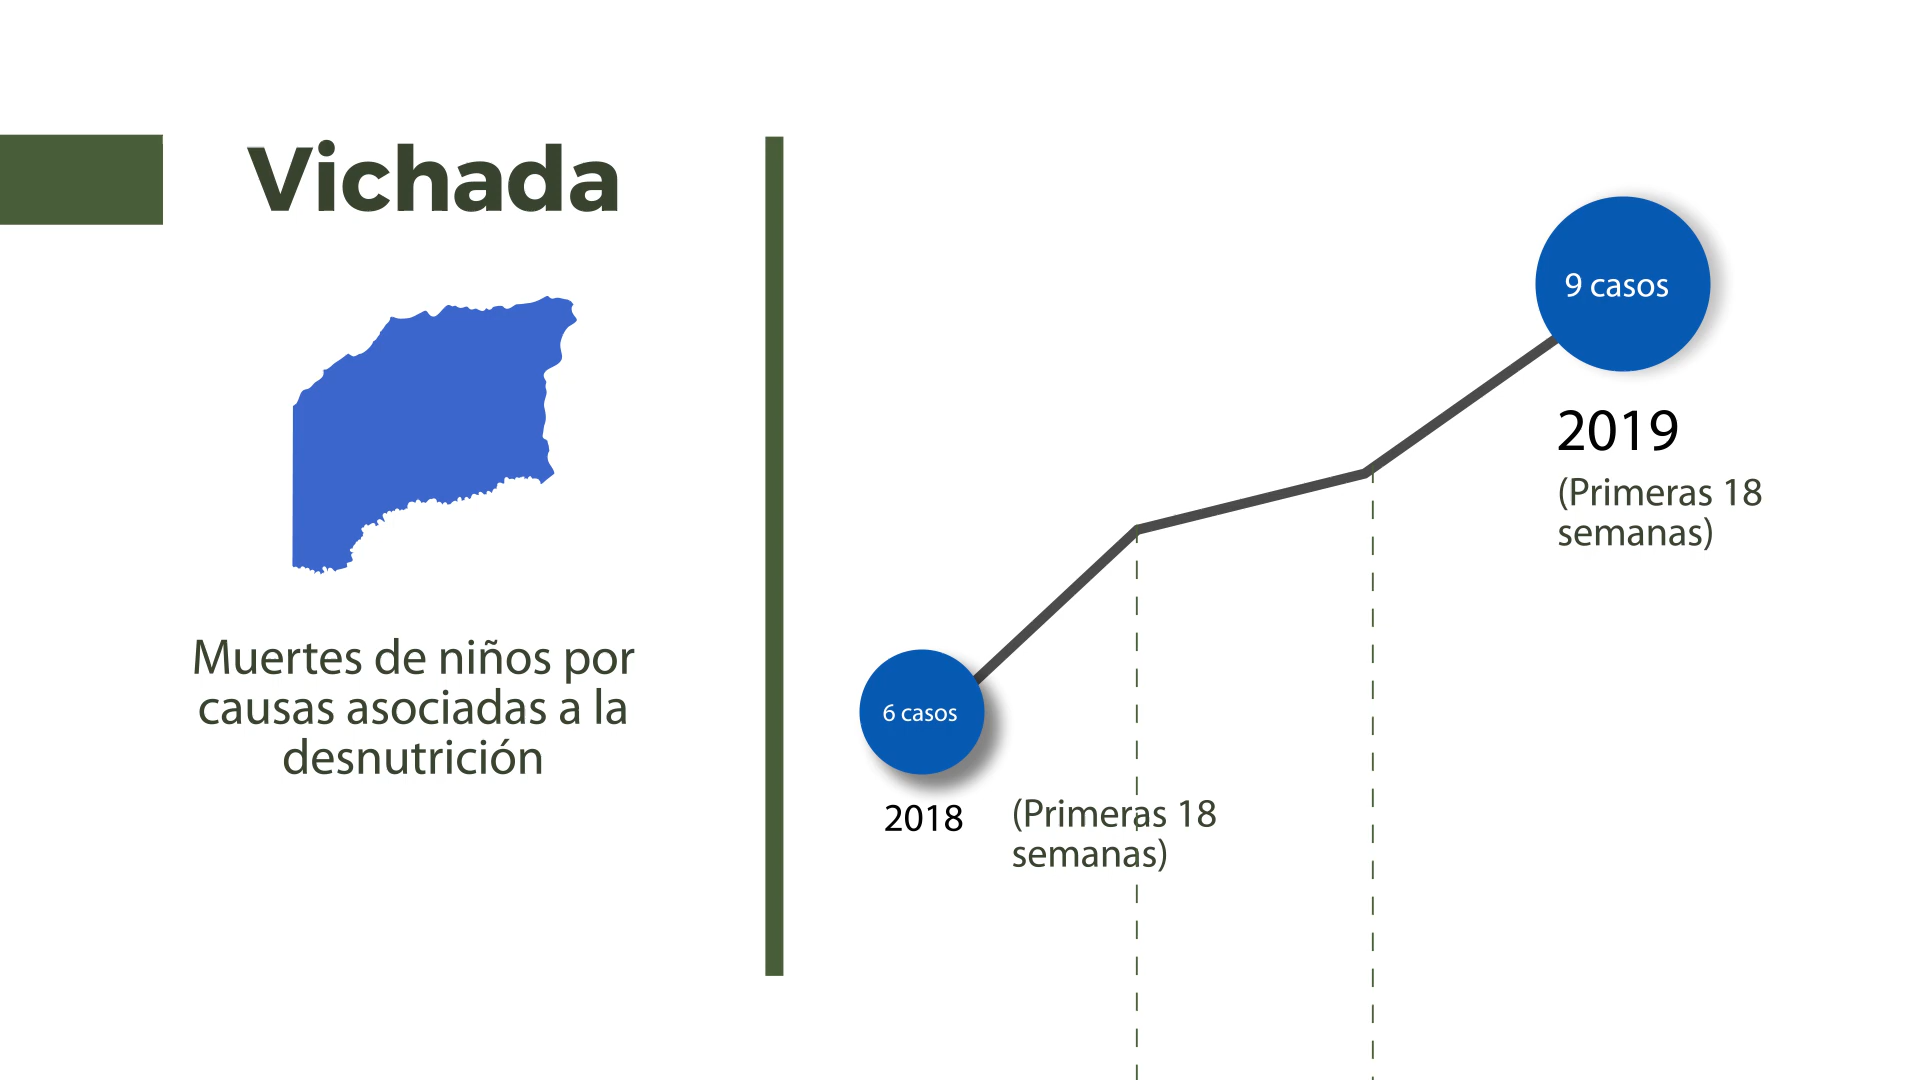 Vichada
Muertes de niños por
causas asociadas a la
desnutrición
9 casos
2019
(Primeras 18
semanas)
6 casos
2018
(Primeras 18
semanas)